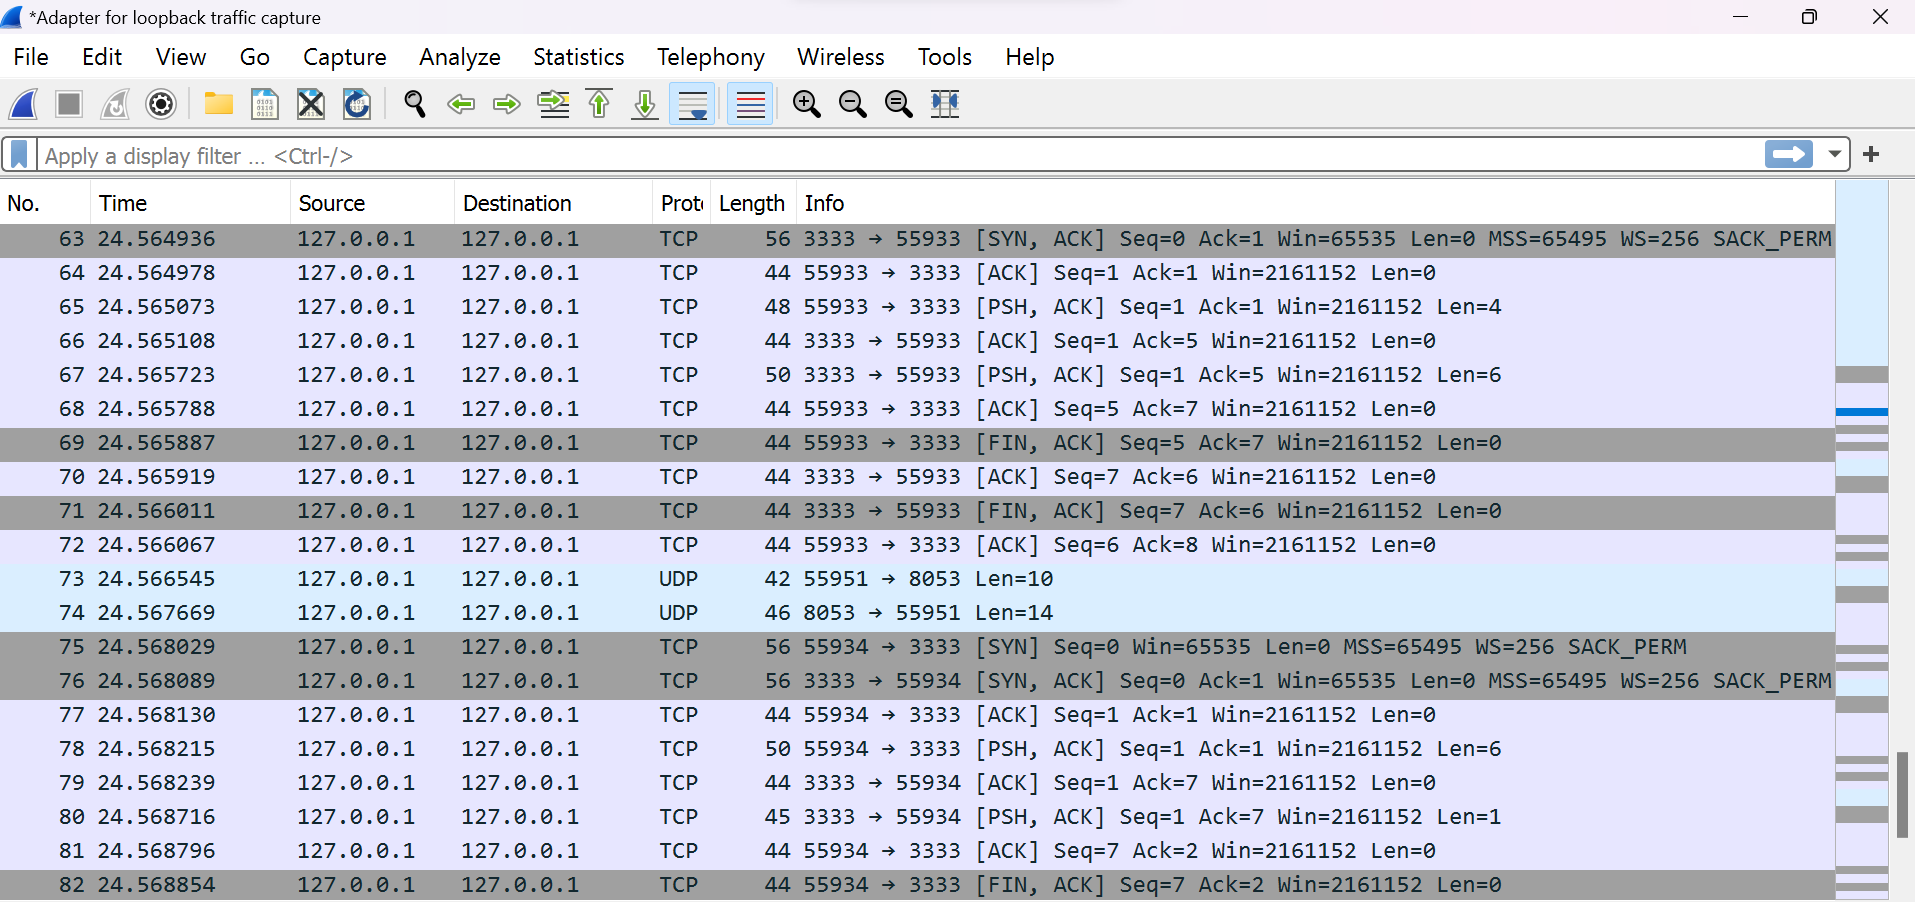 *Adapter for loopback traffic capture
File Edit View Go Capture Analyze Statistics Telephony Wireless Tools Help
Apply a display filter ... <Ctrl-/>
No. Time Source Destination Proto Length Info
63 24.564936 127.0.0.1 127.0.0.1 TCP 56 3333 → 55933 [SYN, ACK] Seq=0 Ack=1 Win=65535 Len=0 MSS=65495 WS=256 SACK_PERM
64 24.564978 127.0.0.1 127.0.0.1 TCP 44 55933 → 3333 [ACK] Seq=1 Ack=1 Win=2161152 Len=0
65 24.565073 127.0.0.1 127.0.0.1 TCP 48 55933 → 3333 [PSH, ACK] Seq=1 Ack=1 Win=2161152 Len=4
66 24.565108 127.0.0.1 127.0.0.1 TCP 44 3333 → 55933 [ACK] Seq=1 Ack=5 Win=2161152 Len=0
67 24.565723 127.0.0.1 127.0.0.1 TCP 50 3333 → 55933 [PSH, ACK] Seq=1 Ack=5 Win=2161152 Len=6
68 24.565788 127.0.0.1 127.0.0.1 TCP 44 55933 → 3333 [ACK] Seq=5 Ack=7 Win=2161152 Len=0
69 24.565887 127.0.0.1 127.0.0.1 TCP 44 55933 → 3333 [FIN, ACK] Seq=5 Ack=7 Win=2161152 Len=0
70 24.565919 127.0.0.1 127.0.0.1 TCP 44 3333 → 55933 [ACK] Seq=7 Ack=6 Win=2161152 Len=0
71 24.566011 127.0.0.1 127.0.0.1 TCP 44 3333 → 55933 [FIN, ACK] Seq=7 Ack=6 Win=2161152 Len=0
72 24.566067 127.0.0.1 127.0.0.1 TCP 44 55933 → 3333 [ACK] Seq=6 Ack=8 Win=2161152 Len=0
73 24.566545 127.0.0.1 127.0.0.1 UDP 42 55951 → 8053 Len=10
74 24.567669 127.0.0.1 127.0.0.1 UDP 46 8053 → 55951 Len=14
75 24.568029 127.0.0.1 127.0.0.1 TCP 56 55934 → 3333 [SYN] Seq=0 Win=65535 Len=0 MSS=65495 WS=256 SACK_PERM
76 24.568089 127.0.0.1 127.0.0.1 TCP 56 3333 → 55934 [SYN, ACK] Seq=0 Ack=1 Win=65535 Len=0 MSS=65495 WS=256 SACK_PERM
77 24.568130 127.0.0.1 127.0.0.1 TCP 44 55934 → 3333 [ACK] Seq=1 Ack=1 Win=2161152 Len=0
78 24.568215 127.0.0.1 127.0.0.1 TCP 50 55934 → 3333 [PSH, ACK] Seq=1 Ack=1 Win=2161152 Len=6
79 24.568239 127.0.0.1 127.0.0.1 TCP 44 3333 → 55934 [ACK] Seq=1 Ack=7 Win=2161152 Len=0
80 24.568716 127.0.0.1 127.0.0.1 TCP 45 3333 → 55934 [PSH, ACK] Seq=1 Ack=7 Win=2161152 Len=1
81 24.568796 127.0.0.1 127.0.0.1 TCP 44 55934 → 3333 [ACK] Seq=7 Ack=2 Win=2161152 Len=0
82 24.568854 127.0.0.1 127.0.0.1 TCP 44 55934 → 3333 [FIN, ACK] Seq=7 Ack=2 Win=2161152 Len=0